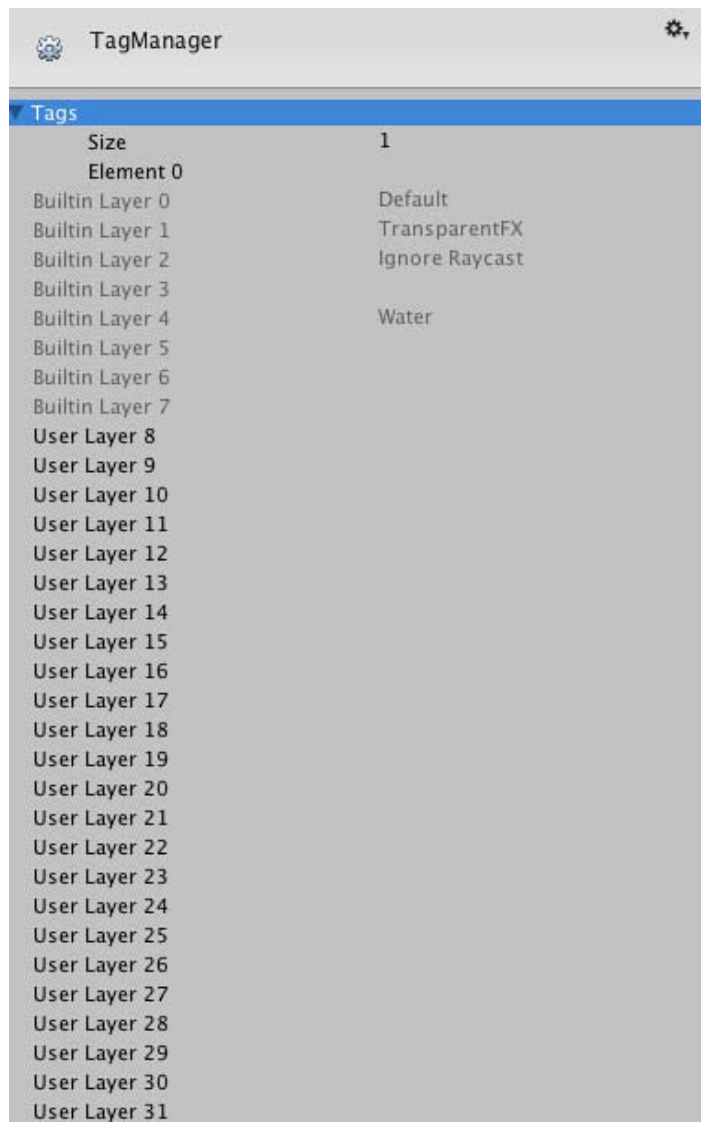 TagManager
Tags
Size 1
Element 0
Builtin Layer 0 Default
Builtin Layer 1 TransparentFX
Builtin Layer 2 Ignore Raycast
Builtin Layer 3
Builtin Layer 4 Water
Builtin Layer 5
Builtin Layer 6
Builtin Layer 7
User Layer 8
User Layer 9
User Layer 10
User Layer 11
User Layer 12
User Layer 13
User Layer 14
User Layer 15
User Layer 16
User Layer 17
User Layer 18
User Layer 19
User Layer 20
User Layer 21
User Layer 22
User Layer 23
User Layer 24
User Layer 25
User Layer 26
User Layer 27
User Layer 28
User Layer 29
User Layer 30
User Layer 31